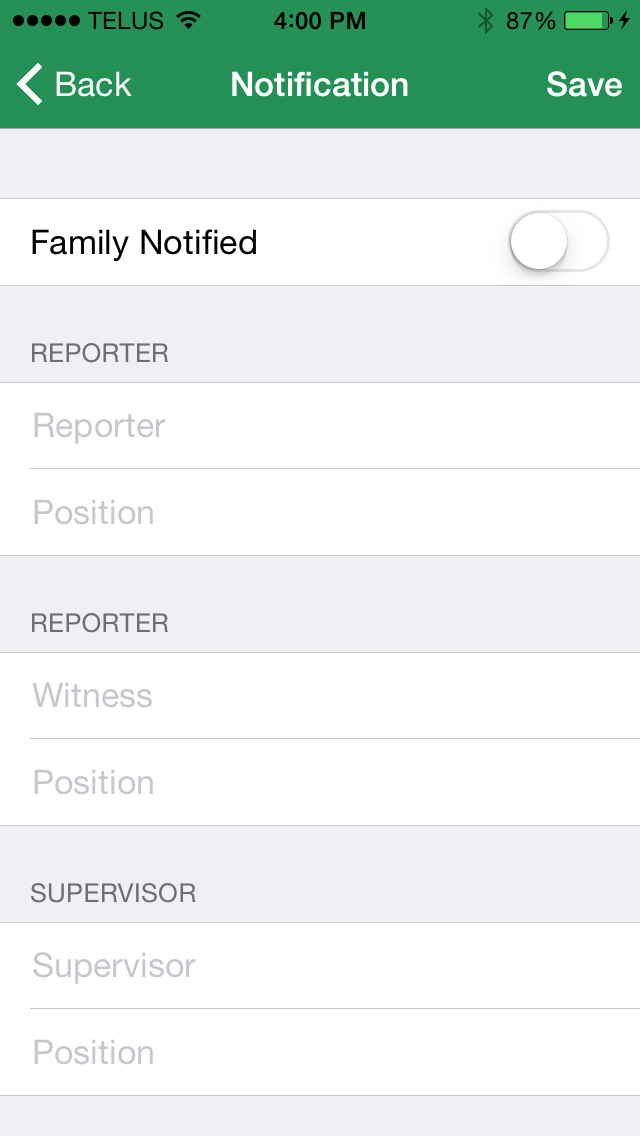 TELUS 4:00 PM 87%
Back Notification Save
Family Notified
REPORTER
Reporter
Position
REPORTER
Witness
Position
SUPERVISOR
Supervisor
Position